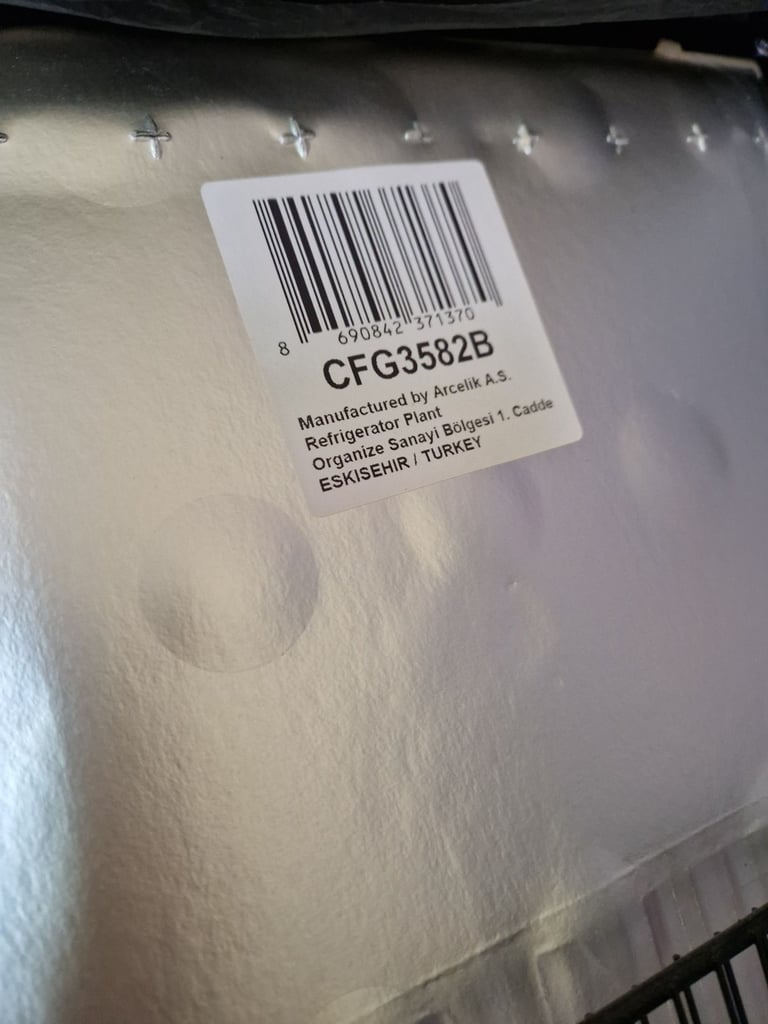 8 690842 371370
CFG3582B
Manufactured by Arcelik A.S.
Refrigerator Plant
Organize Sanayi Bölgesi 1. Cadde
ESKISEHIR / TURKEY